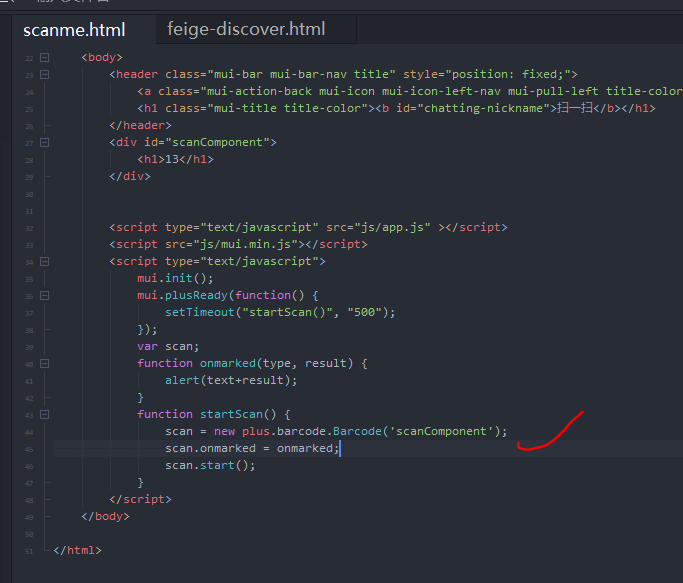 scanme.html
feige-discover.html
22 <body>
23 <header class="mui-bar mui-bar-nav title" style="position: fixed;">
24 <a class="mui-action-back mui-icon mui-icon-left-nav mui-pull-left title-color
25 <h1 class="mui-title title-color"><b id="chatting-nickname">扫一扫</b></h1>
26 </header>
27 <div id="scanComponent">
28 <h1>13</h1>
29 </div>
30
31
32 <script type="text/javascript" src="js/app.js" ></script>
33 <script src="js/mui.min.js"></script>
34 <script type="text/javascript">
35 mui.init();
36 mui.plusReady(function() {
37 setTimeout("startScan()", "500");
38 });
39 var scan;
40 function onmarked(type, result) {
41 alert(text+result);
42 }
43 function startScan() {
44 scan = new plus.barcode.Barcode('scanComponent');
45 scan.onmarked = onmarked;
46 scan.start();
47 }
48 </script>
49 </body>
50
51 </html>